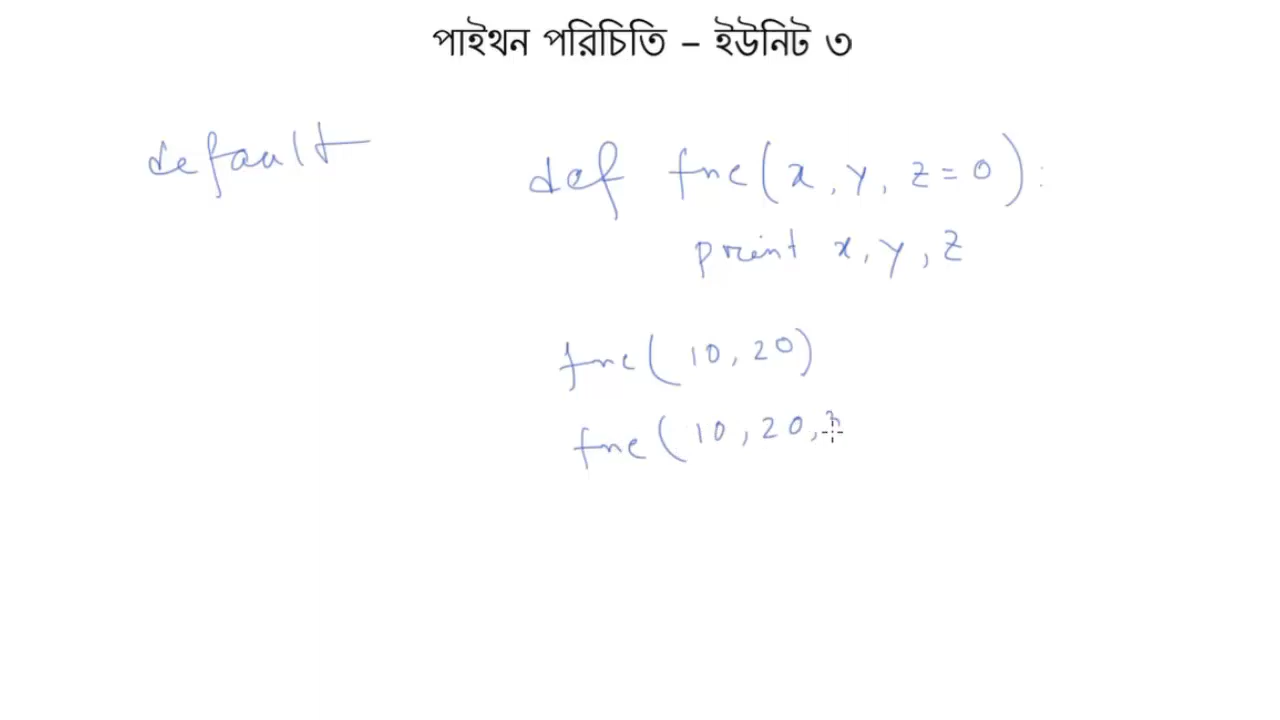 পাইথন পরিচিতি – ইউনিট ৩
default
def fnc(x, y, z=0):
print x, y, z
fnc(10, 20)
fnc(10, 20,